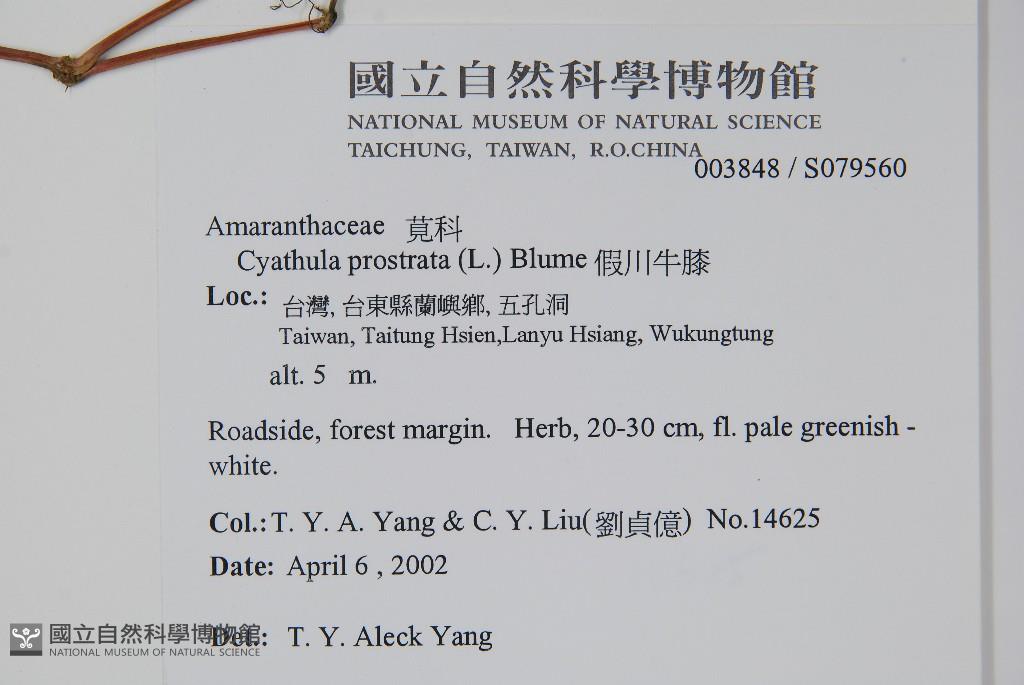 國立自然科學博物館
NATIONAL MUSEUM OF NATURAL SCIENCE
TAICHUNG, TAIWAN, R.O.CHINA
003848 / S079560
Amaranthaceae 莧科
Cyathula prostrata (L.) Blume 假川牛膝
Loc.: 台灣, 台東縣蘭嶼鄉, 五孔洞
Taiwan, Taitung Hsien,Lanyu Hsiang, Wukungtung
alt. 5 m.
Roadside, forest margin. Herb, 20-30 cm, fl. pale greenish -
white.
Col.: T. Y. A. Yang & C. Y. Liu(劉貞億) No.14625
Date: April 6 , 2002
Det.: T. Y. Aleck Yang
國立自然科學博物館
NATIONAL MUSEUM OF NATURAL SCIENCE